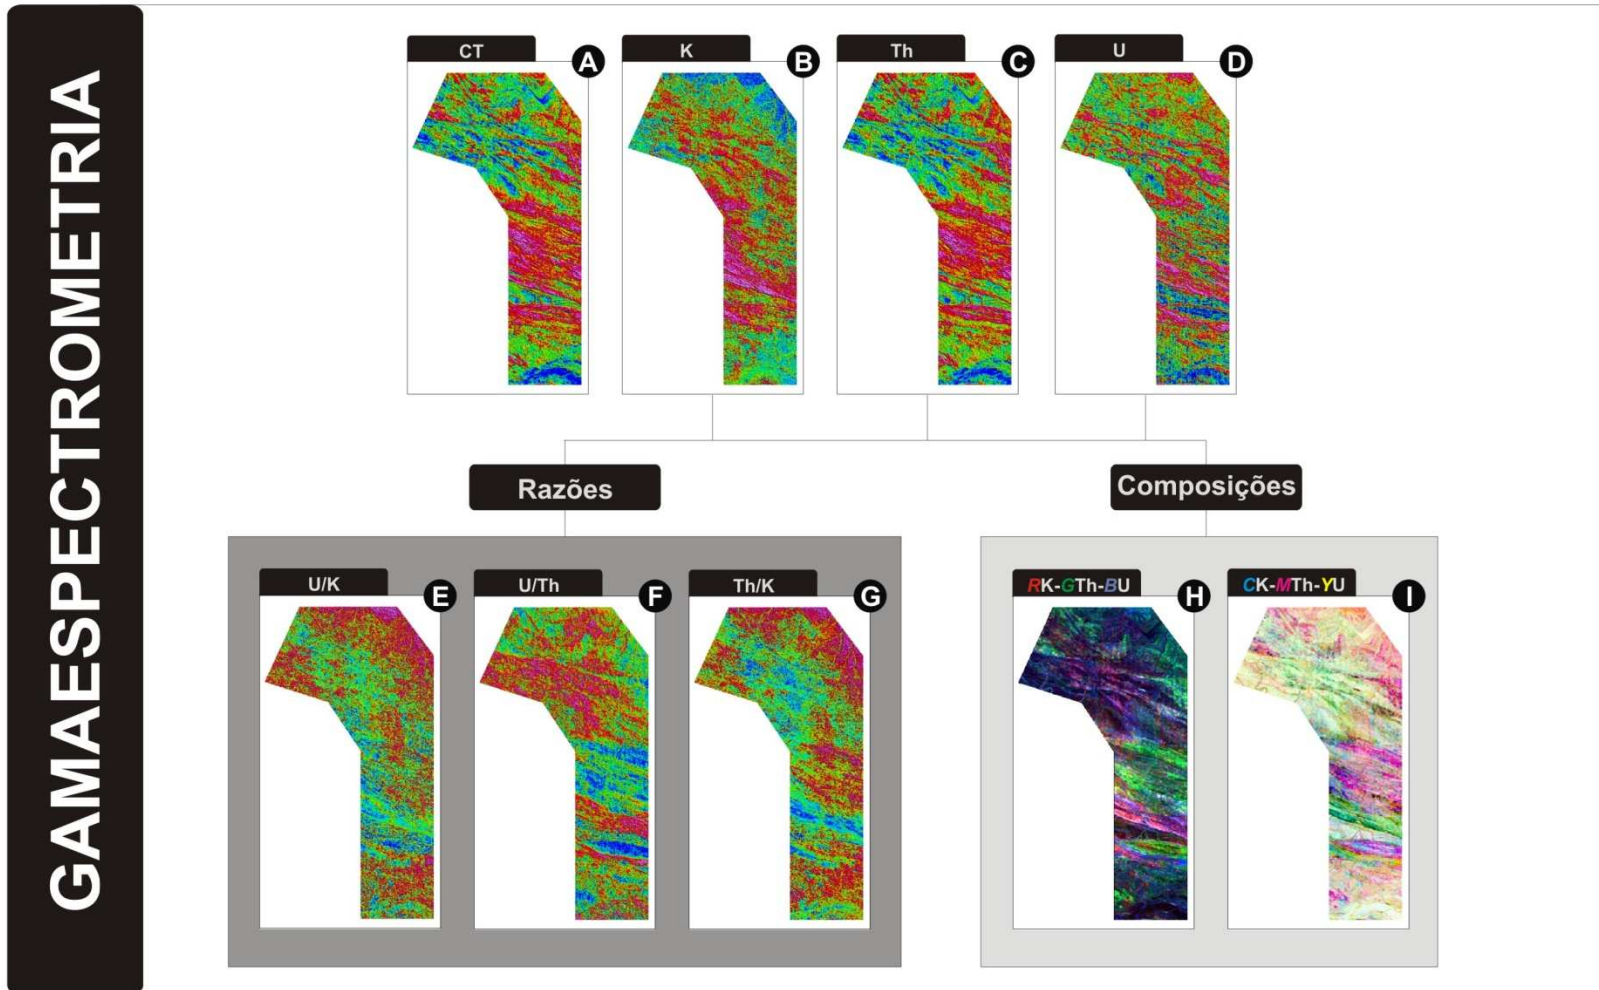 GAMAESPECTROMETRIA
CT
A
K
B
Th
C
U
D
Razões
Composições
U/K
E
U/Th
F
Th/K
G
RK-GTh-BU
H
CK-MTh-YU
I